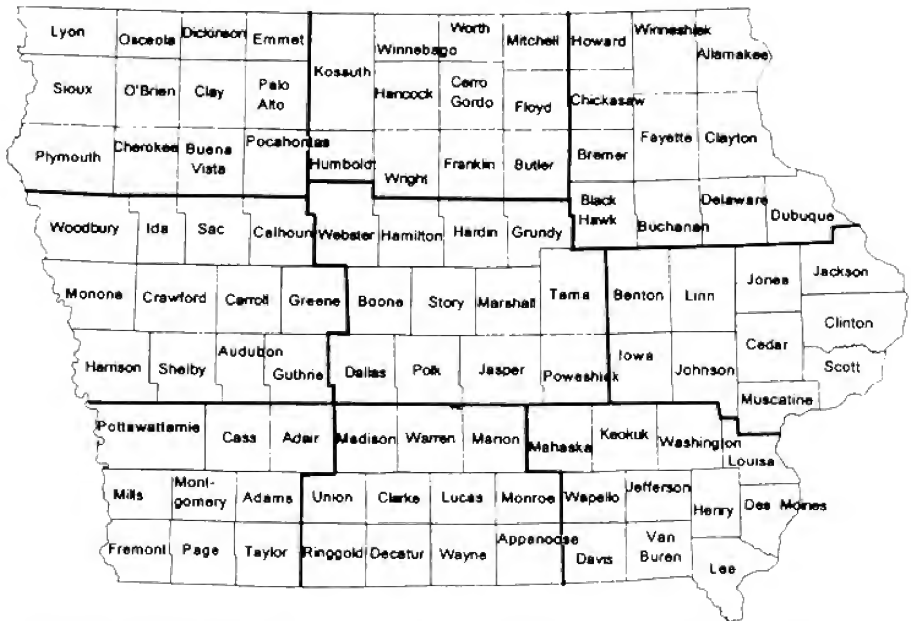 Lyon Osceola Dickinson Emmet Kossuth Winnebago Worth Mitchell Howard Winneshiek Allamakee
Sioux O'Brien Clay Palo Alto Hancock Cerro Gordo Floyd Chickasaw
Plymouth Cherokee Buena Vista Pocahontas Humboldt Wright Franklin Butler Bremer Fayette Clayton
Woodbury Ida Sac Calhoun Webster Hamilton Hardin Grundy Black Hawk Buchanan Delaware Dubuque
Monona Crawford Carroll Greene Boone Story Marshall Tama Benton Linn Jones Jackson
Clinton
Harrison Shelby Audubon Guthrie Dallas Polk Jasper Poweshiek Iowa Johnson Cedar Scott
Muscatine
Pottawattamie Cass Adair Madison Warren Marion Mahaska Keokuk Washington Louisa
Mills Mont-gomery Adams Union Clarke Lucas Monroe Wapello Jefferson Henry Des Moines
Fremont Page Taylor Ringgold Decatur Wayne Appanoose Davis Van Buren Lee